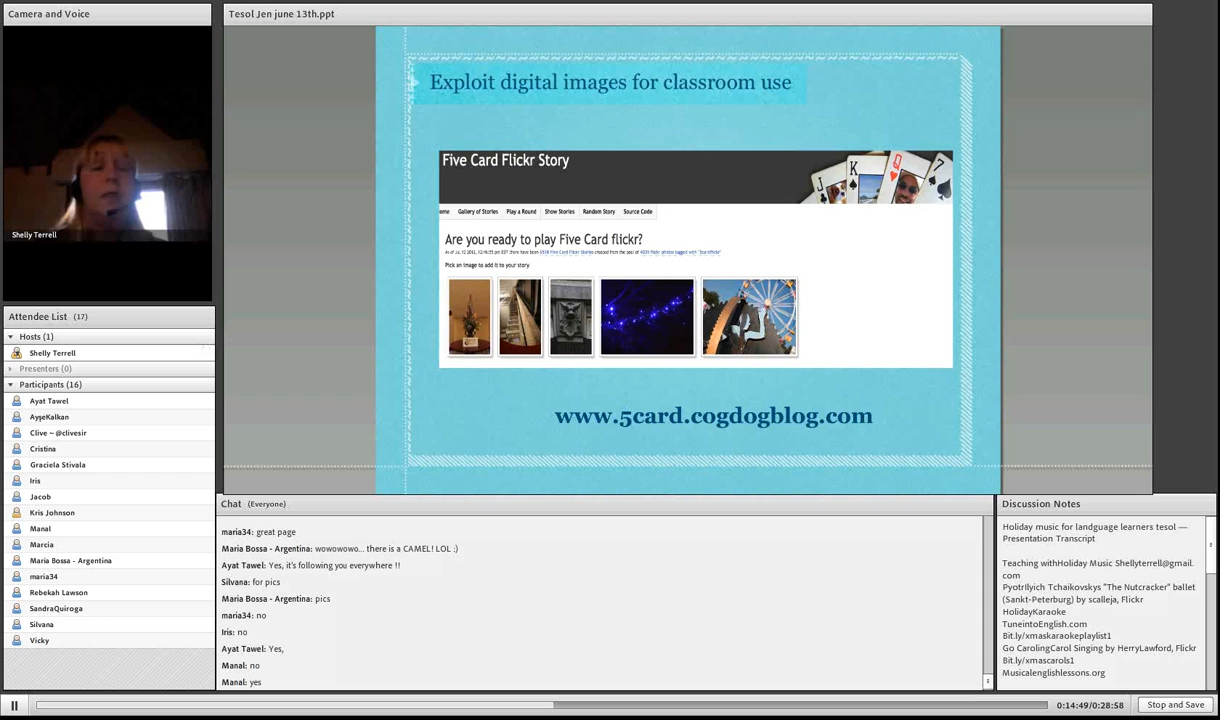 Camera and Voice
Shelly Terrell
Attendee List (17)
Hosts (1)
Shelly Terrell
Presenters (0)
Participants (16)
Ayat Tawel
AyşeKalkan
Clive ~ @clivesir
Cristina
Graciela Stivala
Iris
Jacob
Kris Johnson
Manal
Marcia
Maria Bossa - Argentina
maria34
Rebekah Lawson
SandraQuiroga
Silvana
Vicky
Tesol Jen june 13th.ppt
Exploit digital images for classroom use
Five Card Flickr Story
J K Q 7
ome Gallery of Stories Play a Round Show Stories Random Story Source Code
Are you ready to play Five Card flickr?
Pick an image to add it to your story
www.5card.cogdogblog.com
Chat (Everyone)
maria34: great page
Maria Bossa - Argentina: wowowowo... there is a CAMEL! LOL :)
Ayat Tawel: Yes, it's following you everywhere !!
Silvana: for pics
Maria Bossa - Argentina: pics
maria34: no
Iris: no
Ayat Tawel: Yes,
Manal: no
Manal: yes
Discussion Notes
Holiday music for landguage learners tesol —
Presentation Transcript
Teaching withHoliday Music Shellyterrell@gmail.
com
PyotrIlyich Tchaikovskys "The Nutcracker" ballet
(Sankt-Peterburg) by scalleja, Flickr
HolidayKaraoke
TuneintoEnglish.com
Bit.ly/xmaskaraokeplaylist1
Go CarolingCarol Singing by HerryLawford, Flickr
Bit.ly/xmascarols1
Musicalenglishlessons.org
0:14:49/0:28:58
Stop and Save